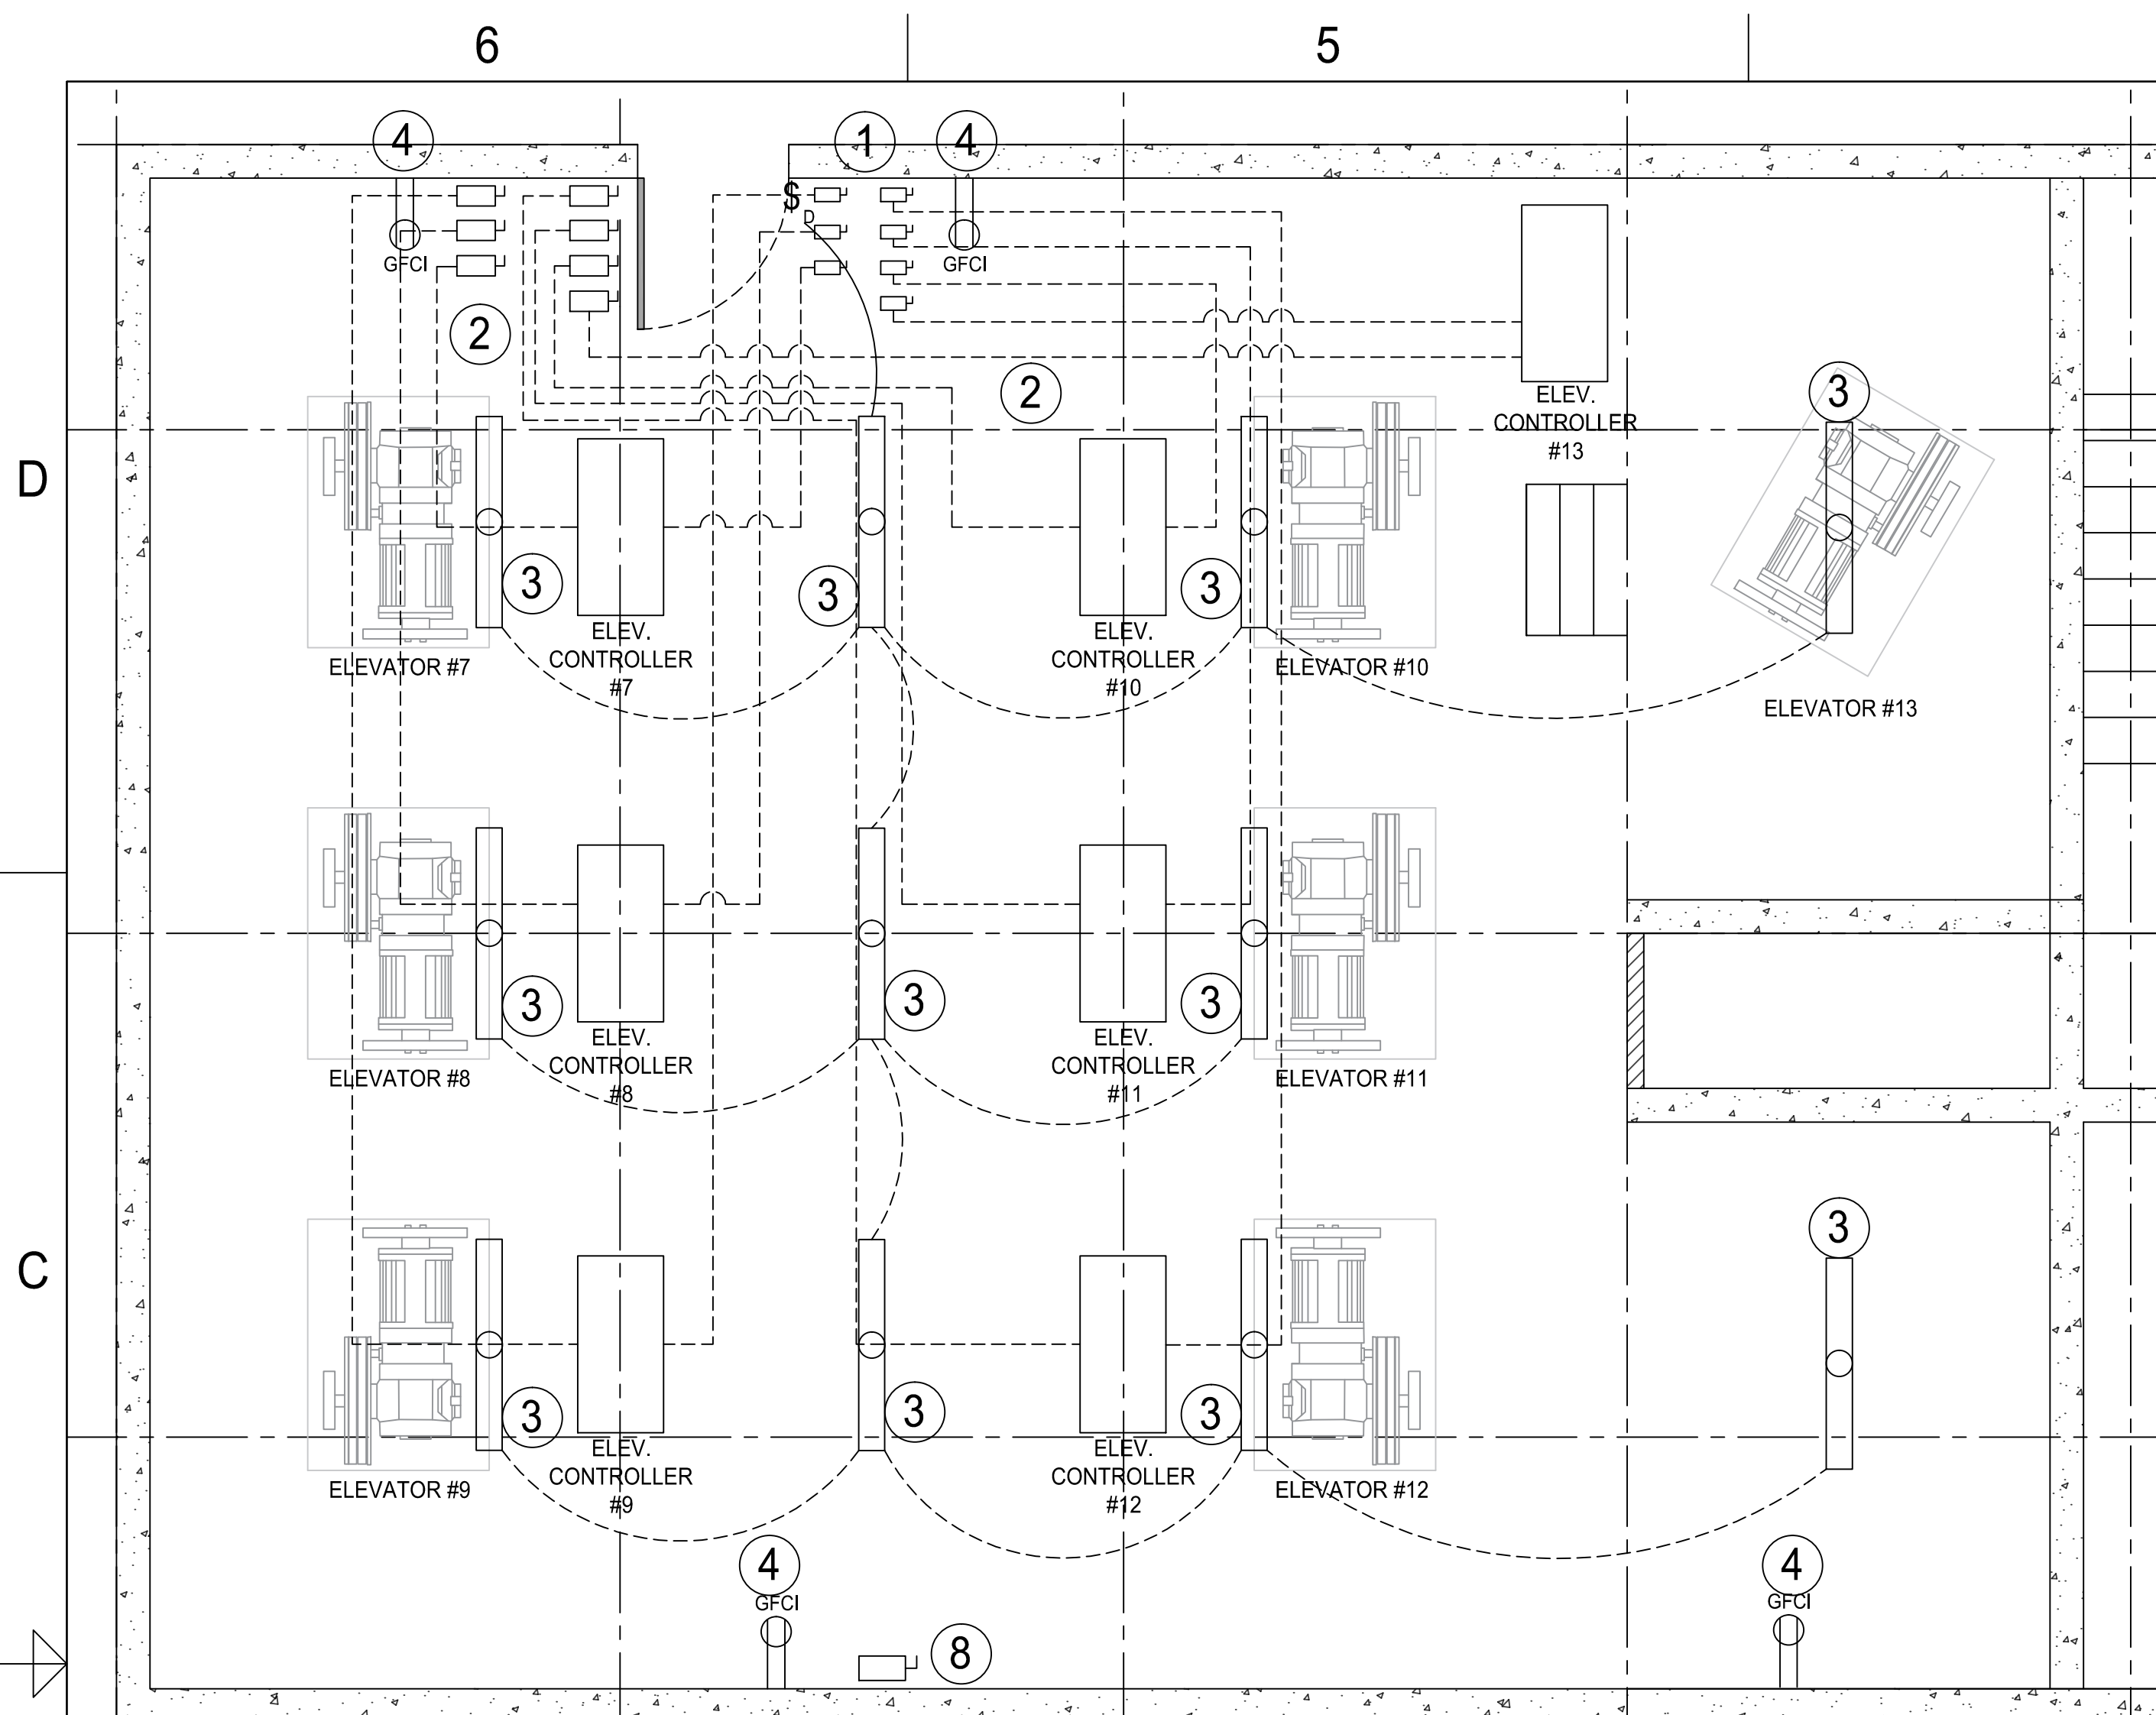 6
5
4
1
4
$
D
GFCI
GFCI
2
2
3
ELEV.
CONTROLLER
#13
D
3
3
3
ELEV.
CONTROLLER
#7
ELEV.
CONTROLLER
#10
ELEVATOR #7
ELEVATOR #10
ELEVATOR #13
3
3
3
ELEV.
CONTROLLER
#8
ELEV.
CONTROLLER
#11
ELEVATOR #8
ELEVATOR #11
C
3
3
3
3
ELEV.
CONTROLLER
#9
ELEV.
CONTROLLER
#12
ELEVATOR #9
ELEVATOR #12
4
GFCI
4
GFCI
8